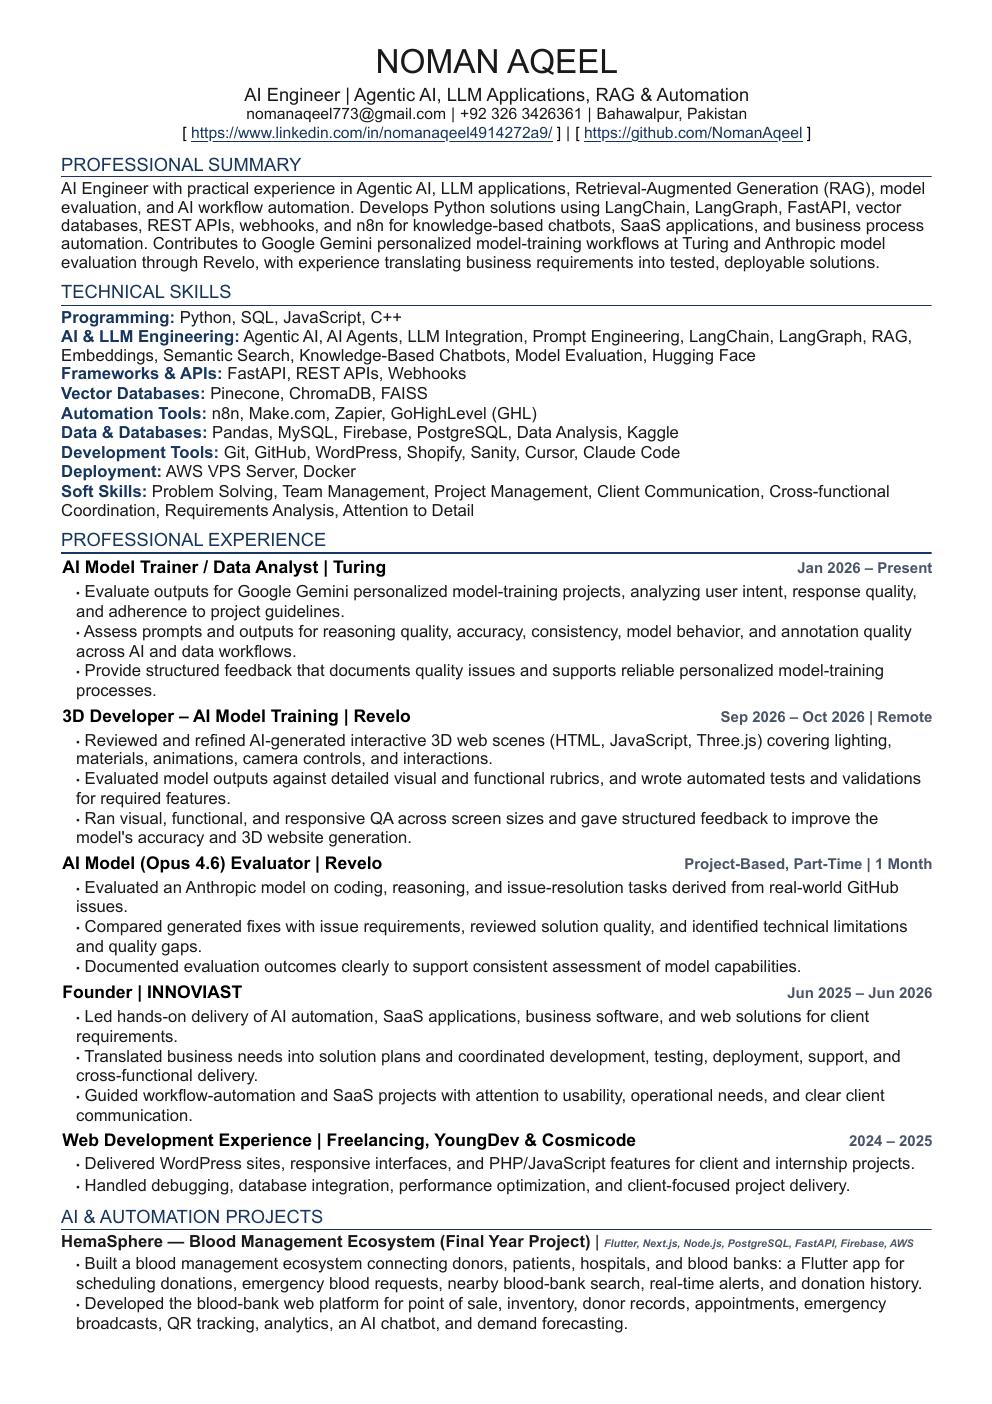 NOMAN AQEEL
AI Engineer | Agentic AI, LLM Applications, RAG & Automation
nomanaqeel773@gmail.com | +92 326 3426361 | Bahawalpur, Pakistan
[ https://www.linkedin.com/in/nomanaqeel4914272a9/ ] | [ https://github.com/NomanAqeel ]
PROFESSIONAL SUMMARY
AI Engineer with practical experience in Agentic AI, LLM applications, Retrieval-Augmented Generation (RAG), model
evaluation, and AI workflow automation. Develops Python solutions using LangChain, LangGraph, FastAPI, vector
databases, REST APIs, webhooks, and n8n for knowledge-based chatbots, SaaS applications, and business process
automation. Contributes to Google Gemini personalized model-training workflows at Turing and Anthropic model
evaluation through Revelo, with experience translating business requirements into tested, deployable solutions.
TECHNICAL SKILLS
Programming: Python, SQL, JavaScript, C++
AI & LLM Engineering: Agentic AI, AI Agents, LLM Integration, Prompt Engineering, LangChain, LangGraph, RAG,
Embeddings, Semantic Search, Knowledge-Based Chatbots, Model Evaluation, Hugging Face
Frameworks & APIs: FastAPI, REST APIs, Webhooks
Vector Databases: Pinecone, ChromaDB, FAISS
Automation Tools: n8n, Make.com, Zapier, GoHighLevel (GHL)
Data & Databases: Pandas, MySQL, Firebase, PostgreSQL, Data Analysis, Kaggle
Development Tools: Git, GitHub, WordPress, Shopify, Sanity, Cursor, Claude Code
Deployment: AWS VPS Server, Docker
Soft Skills: Problem Solving, Team Management, Project Management, Client Communication, Cross-functional
Coordination, Requirements Analysis, Attention to Detail
PROFESSIONAL EXPERIENCE
AI Model Trainer / Data Analyst | Turing Jan 2026 – Present
· Evaluate outputs for Google Gemini personalized model-training projects, analyzing user intent, response quality,
and adherence to project guidelines.
· Assess prompts and outputs for reasoning quality, accuracy, consistency, model behavior, and annotation quality
across AI and data workflows.
· Provide structured feedback that documents quality issues and supports reliable personalized model-training
processes.
3D Developer – AI Model Training | Revelo Sep 2026 – Oct 2026 | Remote
· Reviewed and refined AI-generated interactive 3D web scenes (HTML, JavaScript, Three.js) covering lighting,
materials, animations, camera controls, and interactions.
· Evaluated model outputs against detailed visual and functional rubrics, and wrote automated tests and validations
for required features.
· Ran visual, functional, and responsive QA across screen sizes and gave structured feedback to improve the
model's accuracy and 3D website generation.
AI Model (Opus 4.6) Evaluator | Revelo Project-Based, Part-Time | 1 Month
· Evaluated an Anthropic model on coding, reasoning, and issue-resolution tasks derived from real-world GitHub
issues.
· Compared generated fixes with issue requirements, reviewed solution quality, and identified technical limitations
and quality gaps.
· Documented evaluation outcomes clearly to support consistent assessment of model capabilities.
Founder | INNOVIAST Jun 2025 – Jun 2026
· Led hands-on delivery of AI automation, SaaS applications, business software, and web solutions for client
requirements.
· Translated business needs into solution plans and coordinated development, testing, deployment, support, and
cross-functional delivery.
· Guided workflow-automation and SaaS projects with attention to usability, operational needs, and clear client
communication.
Web Development Experience | Freelancing, YoungDev & Cosmicode 2024 – 2025
· Delivered WordPress sites, responsive interfaces, and PHP/JavaScript features for client and internship projects.
· Handled debugging, database integration, performance optimization, and client-focused project delivery.
AI & AUTOMATION PROJECTS
HemaSphere — Blood Management Ecosystem (Final Year Project) | Flutter, Next.js, Node.js, PostgreSQL, FastAPI, Firebase, AWS
· Built a blood management ecosystem connecting donors, patients, hospitals, and blood banks: a Flutter app for
scheduling donations, emergency blood requests, nearby blood-bank search, real-time alerts, and donation history.
· Developed the blood-bank web platform for point of sale, inventory, donor records, appointments, emergency
broadcasts, QR tracking, analytics, an AI chatbot, and demand forecasting.